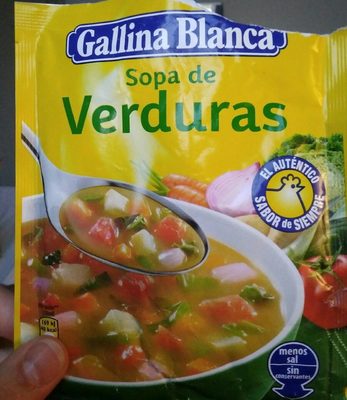 Gallina Blanca
Sopa de
Verduras
EL AUTÉNTICO
SABOR de SIEMPRE
menos
sal
sin
conservantes